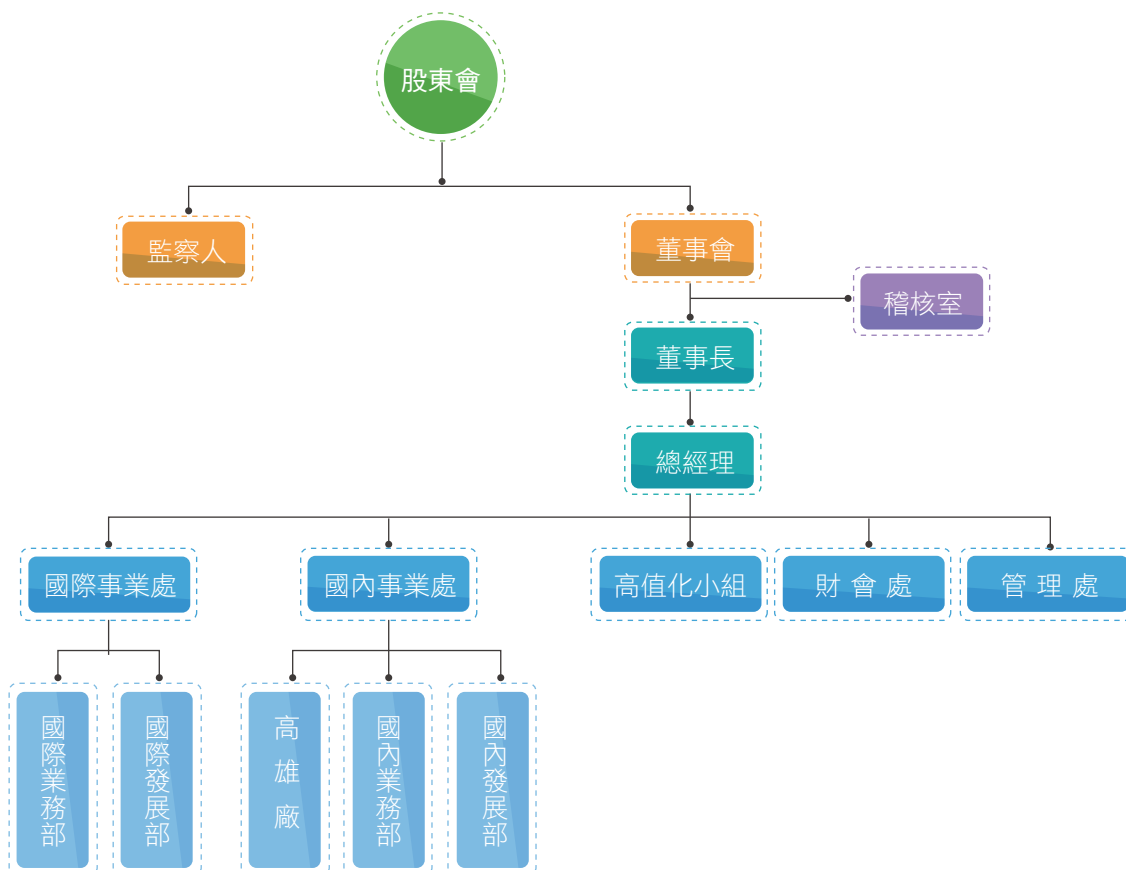 股東會
監察人
董事會
稽核室
董事長
總經理
國際事業處
國內事業處
高值化小組
財會處
管理處
國際業務部
國際發展部
高雄廠
國內業務部
國內發展部